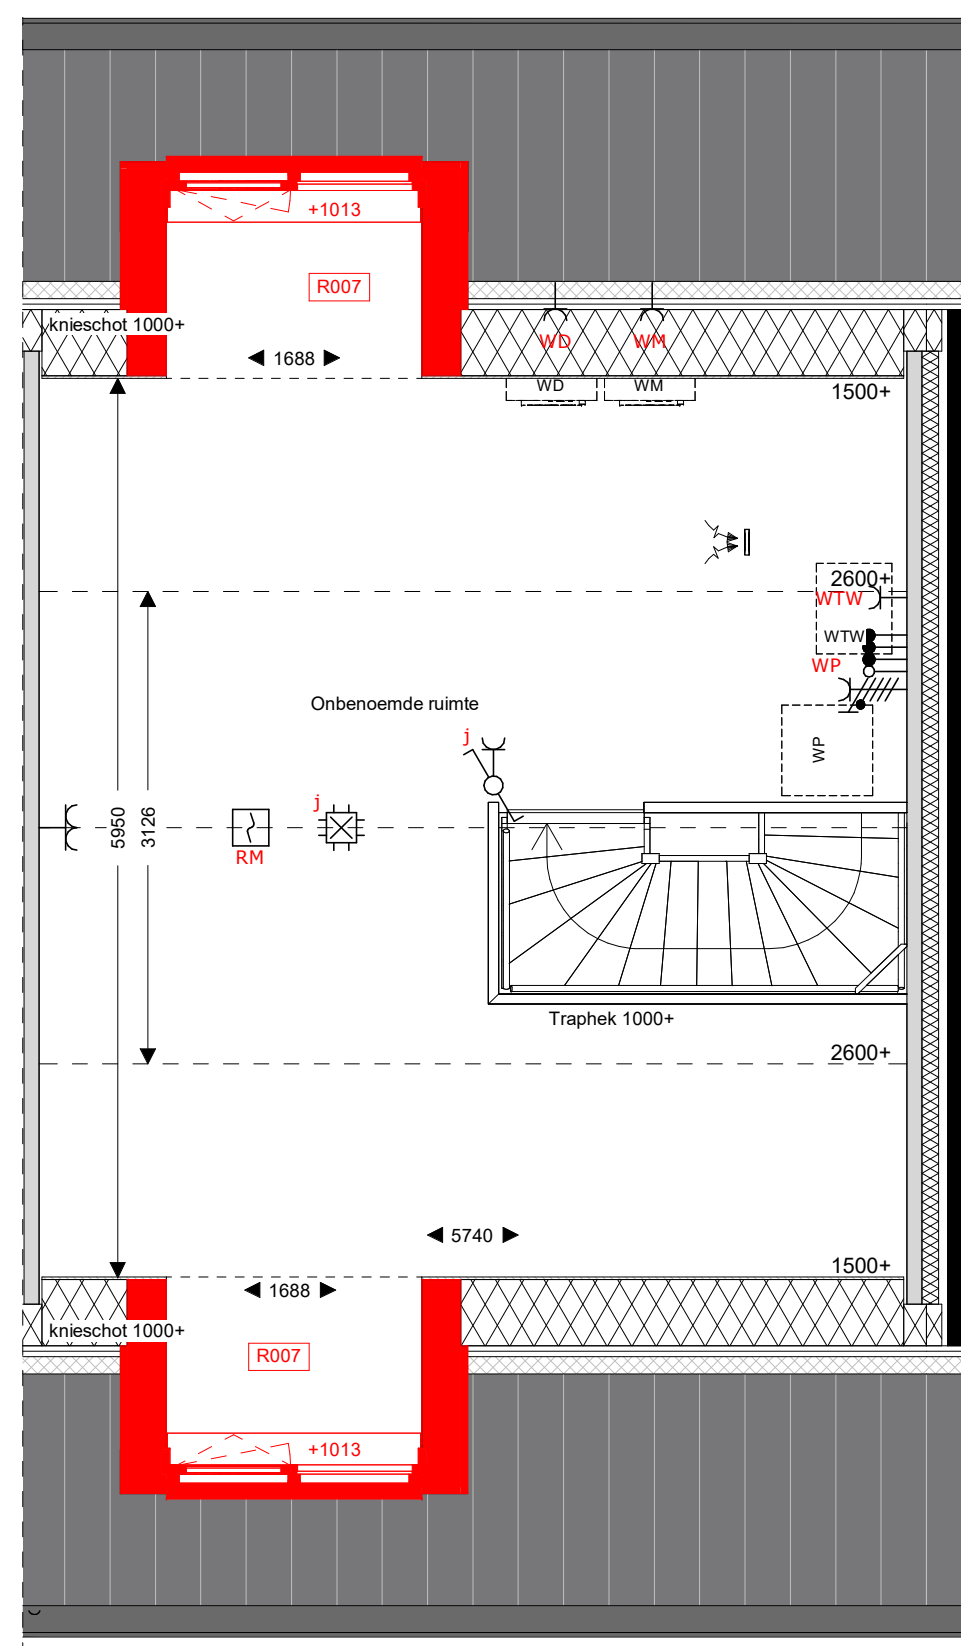 +1013
R007
knieschot 1000+
1688
WD
WM
WD
WM
1500+
2600+
WTW
WTW
WP
Onbenoemde ruimte
j
WP
j
5950
3126
RM
Traphek 1000+
2600+
5740
1500+
1688
knieschot 1000+
R007
+1013